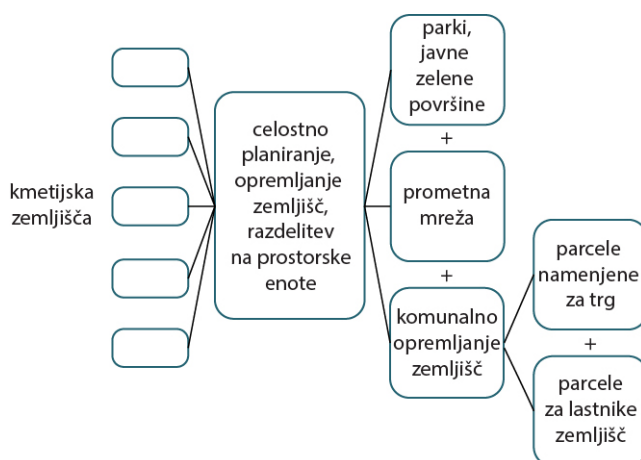 kmetijska
zemljišča
celostno
planiranje,
opremljanje
zemljišč,
razdelitev
na prostorske
enote
parki,
javne
zelene
površine
+
prometna
mreža
+
komunalno
opremljanje
zemljišč
parcele
namenjene
za trg
+
parcele
za lastnike
zemljišč